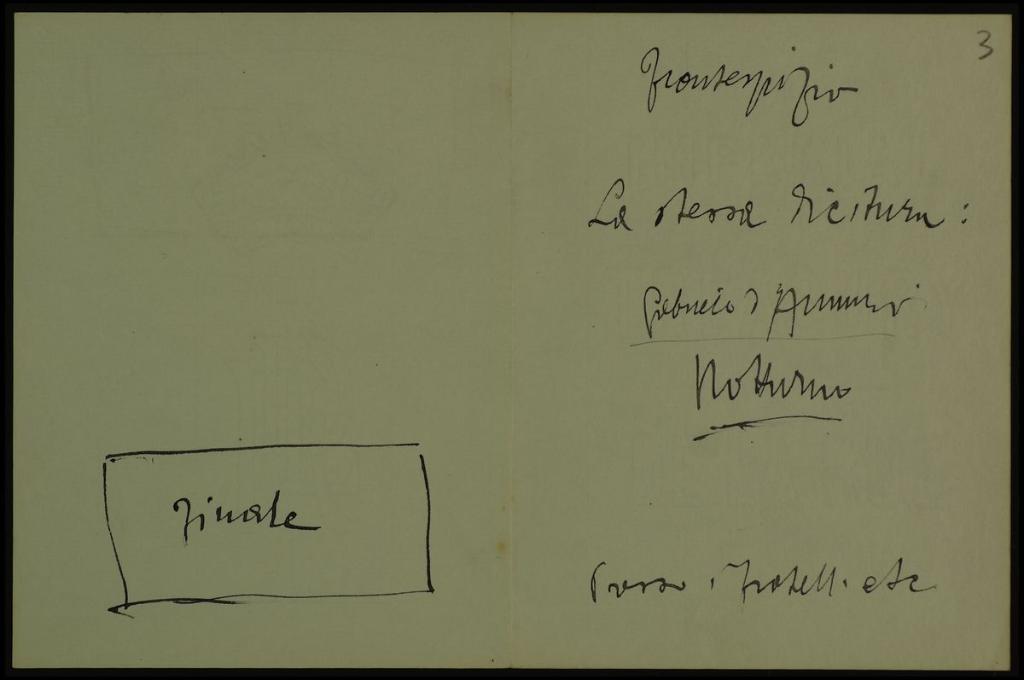 Finale
3
Frontespizio
La stessa dicitura:
Gabriele d'Annunzio
Notturno
Presso i fratelli etc